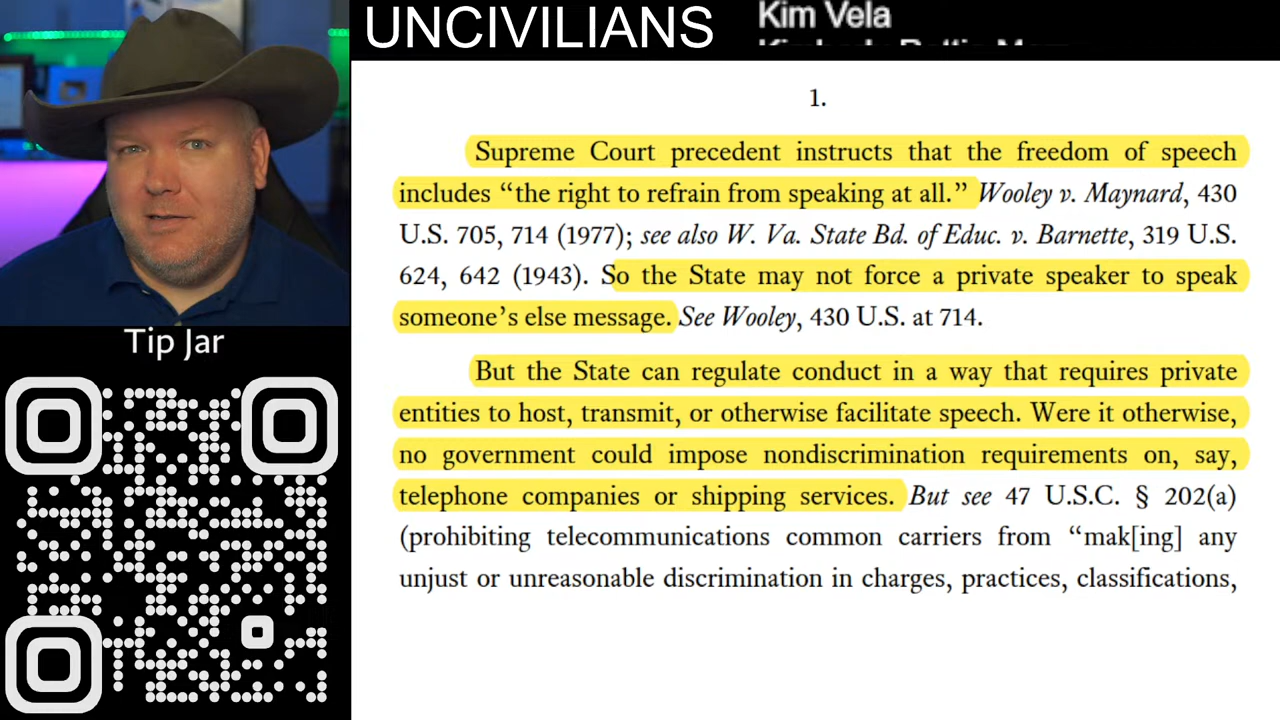 UNCIVILIANS
Kim Vela
Tip Jar
1.
Supreme Court precedent instructs that the freedom of speech
includes “the right to refrain from speaking at all.” Wooley v. Maynard, 430
U.S. 705, 714 (1977); see also W. Va. State Bd. of Educ. v. Barnette, 319 U.S.
624, 642 (1943). So the State may not force a private speaker to speak
someone’s else message. See Wooley, 430 U.S. at 714.
But the State can regulate conduct in a way that requires private
entities to host, transmit, or otherwise facilitate speech. Were it otherwise,
no government could impose nondiscrimination requirements on, say,
telephone companies or shipping services. But see 47 U.S.C. § 202(a)
(prohibiting telecommunications common carriers from “mak[ing] any
unjust or unreasonable discrimination in charges, practices, classifications,